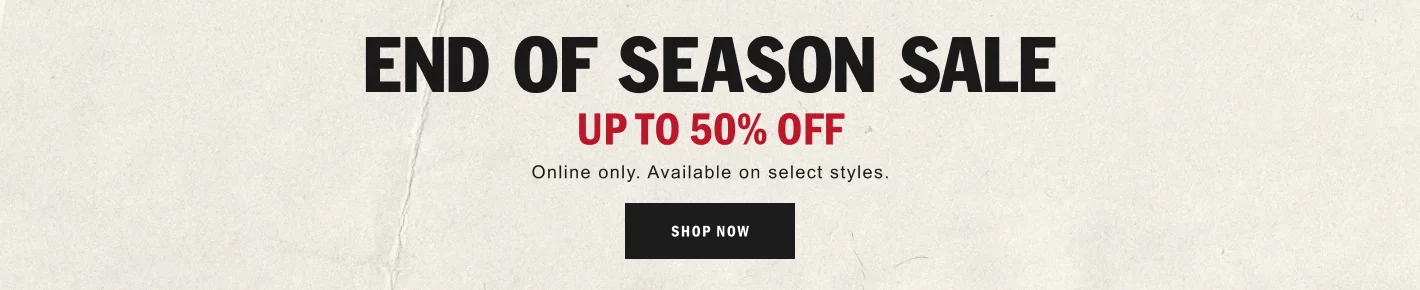 END OF SEASON SALE
UP TO 50% OFF
Online only. Available on select styles.
SHOP NOW